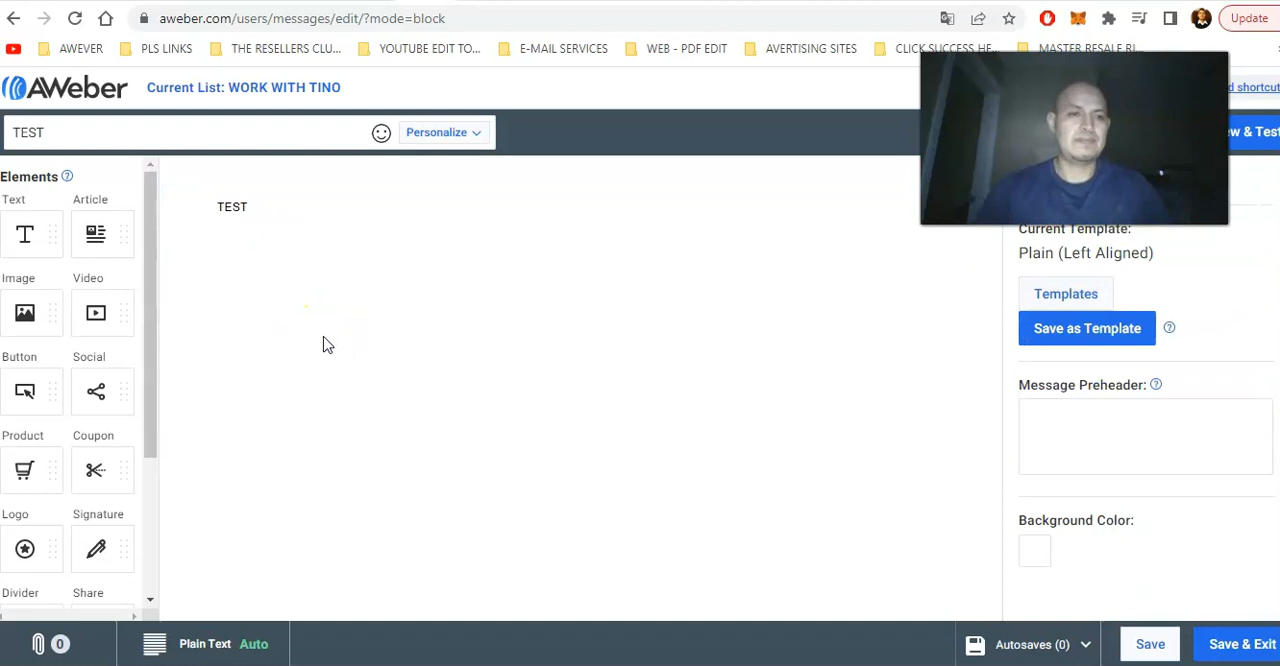 aweber.com/users/messages/edit/?mode=block
Update
AWEVER
PLS LINKS
THE RESELLERS CLU...
YOUTUBE EDIT TO...
E-MAIL SERVICES
WEB - PDF EDIT
AVERTISING SITES
CLICK SUCCESS HE...
MASTER RESALE RI...
AWeber
Current List: WORK WITH TINO
d shortcut
TEST
Personalize
w & Test
Elements
Text
Article
TEST
Current Template:
Plain (Left Aligned)
Image
Video
Templates
Save as Template
Button
Social
Message Preheader:
Product
Coupon
Logo
Signature
Background Color:
Divider
Share
0
Plain Text Auto
Autosaves (0)
Save
Save & Exit